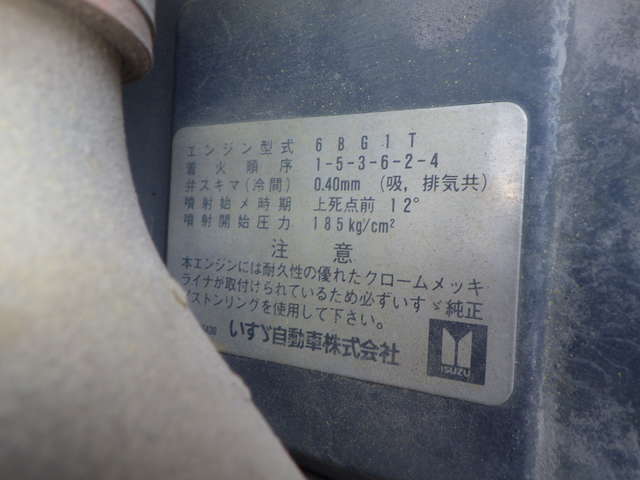 エンジン型式 6BG1T
着火順序 1-5-3-6-2-4
弁スキマ(冷間) 0.40mm (吸,排気共)
噴射始メ時期 上死点前 12°
噴射開始圧力 185kg/cm²
注意
本エンジンには耐久性の優れたクロームメッキ
ライナが取付けられているため必ずいすゞ純正
ピストンリングを使用して下さい。
いすゞ自動車株式会社
ISUZU